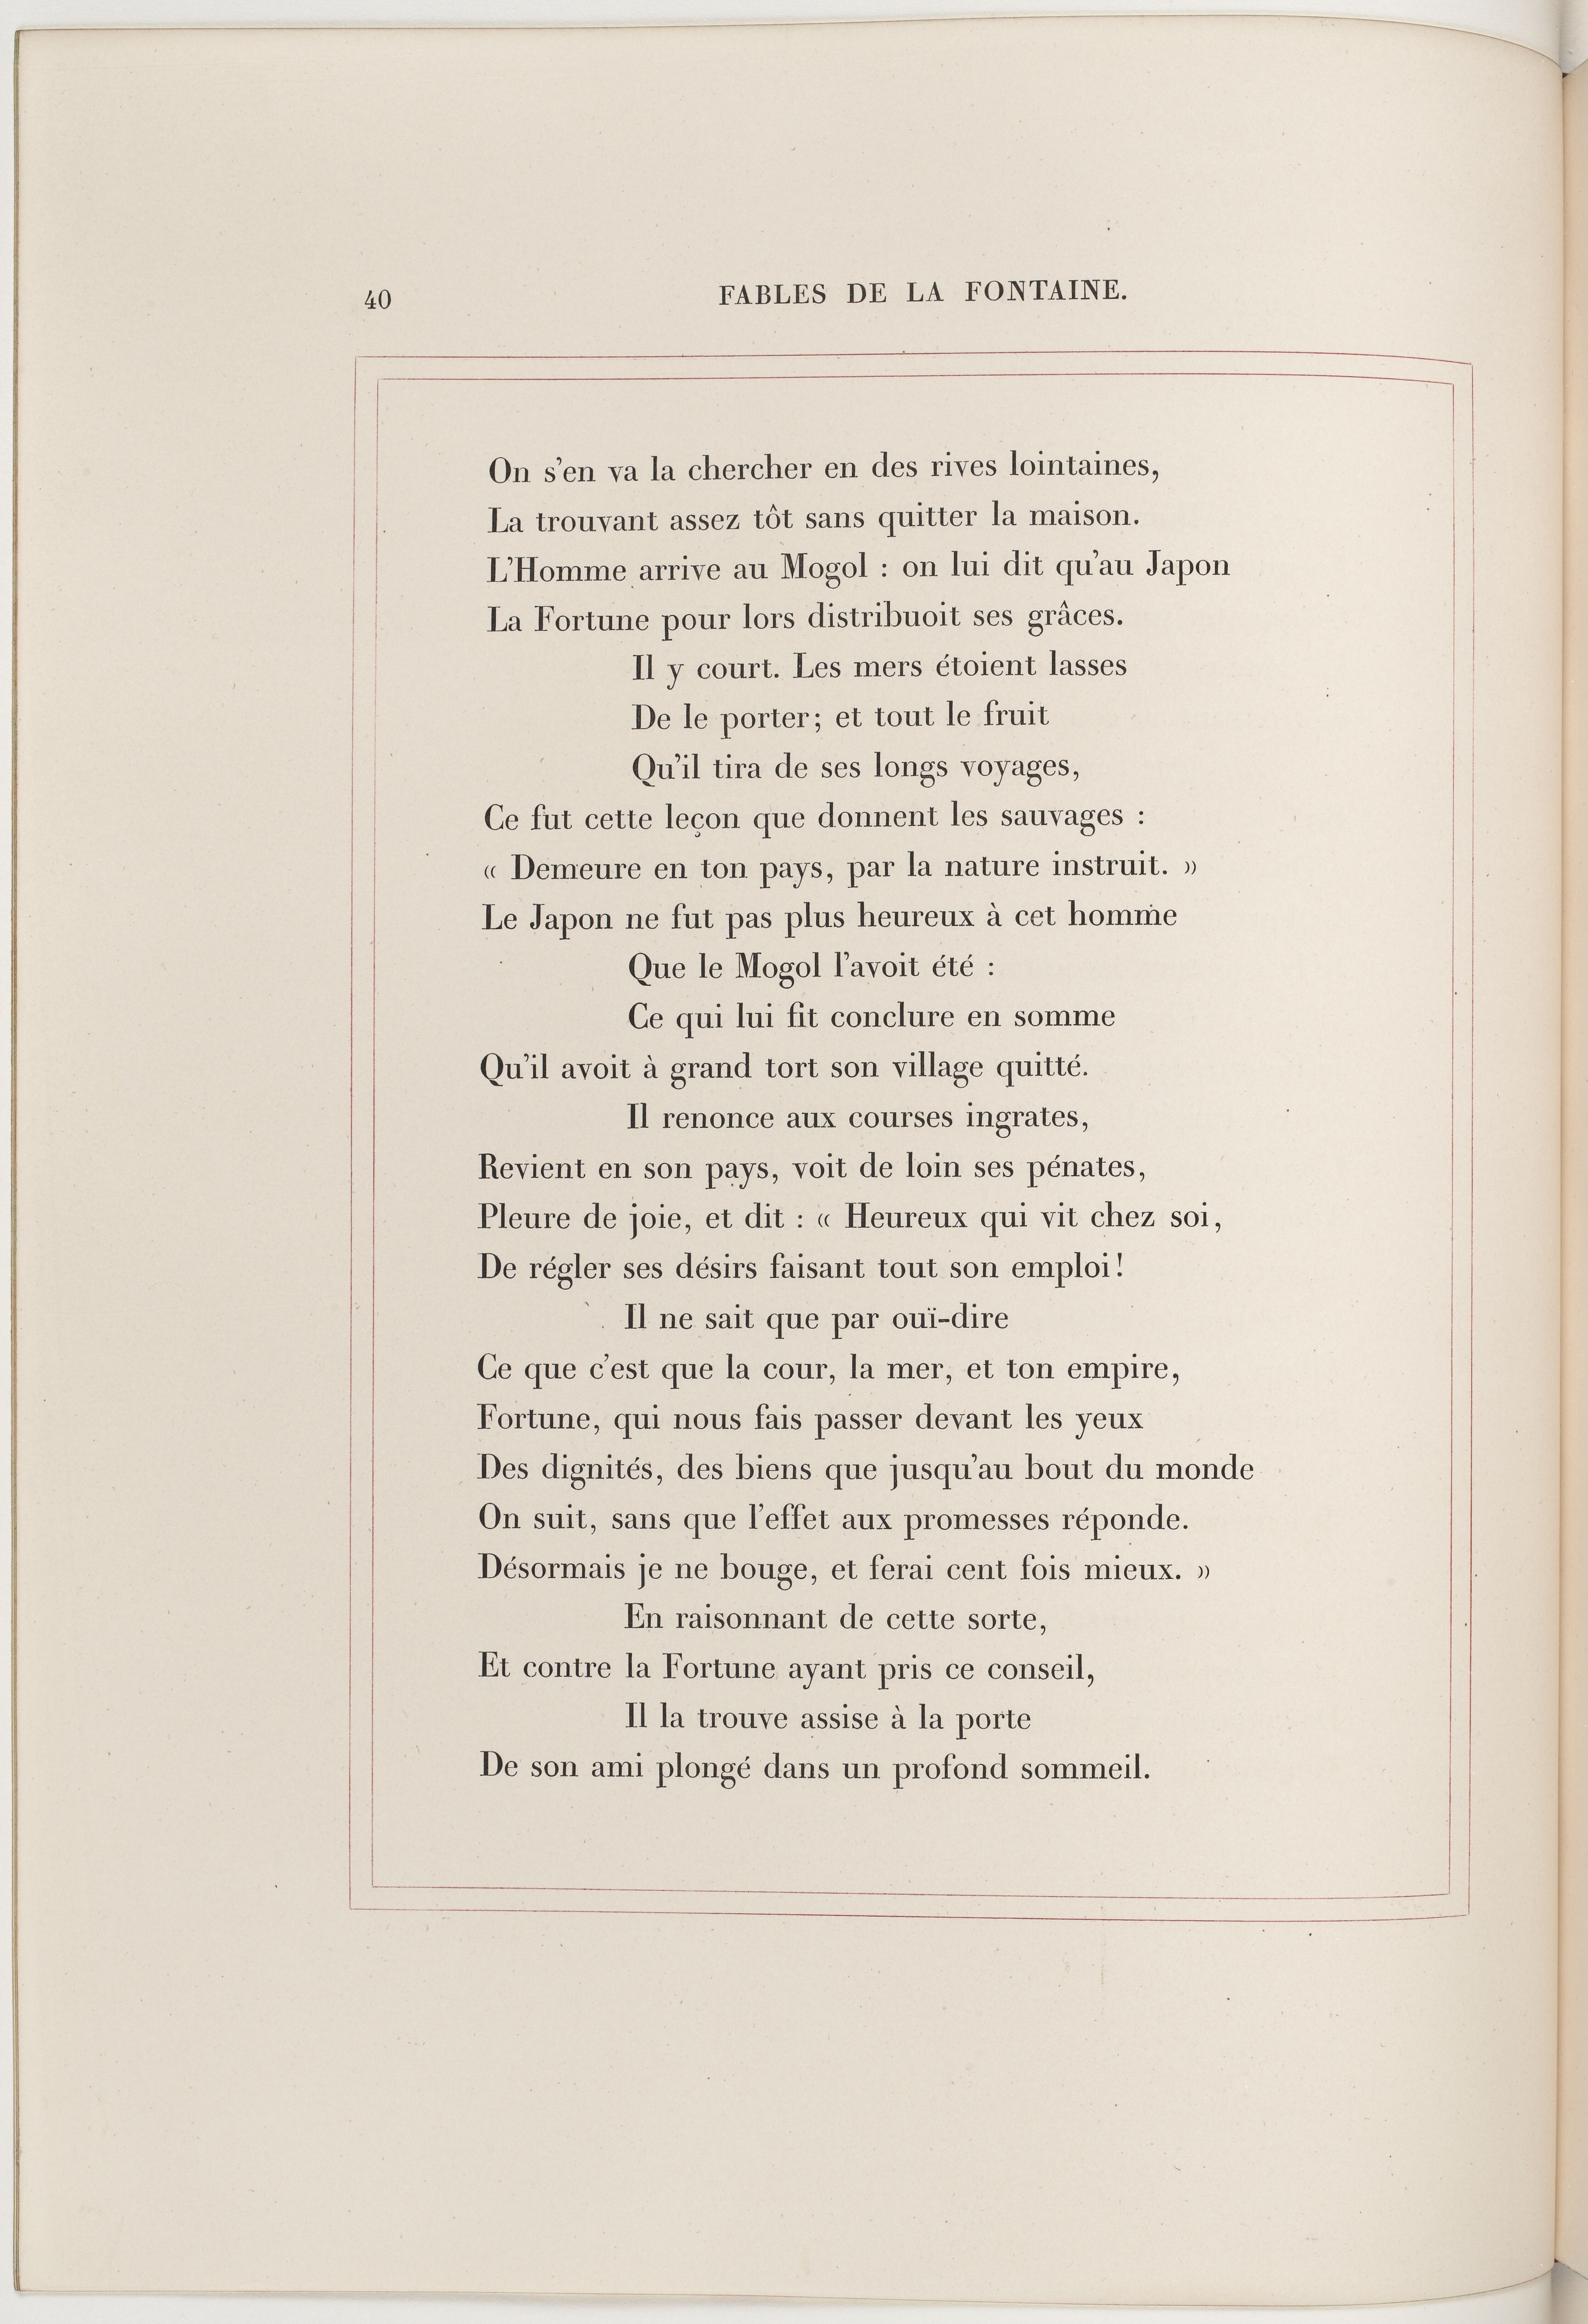 40
FABLES DE LA FONTAINE.
On s'en va la chercher en des rives lointaines,
La trouvant assez tôt sans quitter la maison.
L'Homme arrive au Mogol : on lui dit qu'au Japon
La Fortune pour lors distribuoit ses grâces.
Il y court. Les mers étoient lasses
De le porter; et tout le fruit
Qu'il tira de ses longs voyages,
Ce fut cette leçon que donnent les sauvages :
« Demeure en ton pays, par la nature instruit. »
Le Japon ne fut pas plus heureux à cet homme
Que le Mogol l'avoit été :
Ce qui lui fit conclure en somme
Qu'il avoit à grand tort son village quitté.
Il renonce aux courses ingrates,
Revient en son pays, voit de loin ses pénates,
Pleure de joie, et dit : « Heureux qui vit chez soi,
De régler ses désirs faisant tout son emploi!
Il ne sait que par ouï-dire
Ce que c'est que la cour, la mer, et ton empire,
Fortune, qui nous fais passer devant les yeux
Des dignités, des biens que jusqu'au bout du monde
On suit, sans que l'effet aux promesses réponde.
Désormais je ne bouge, et ferai cent fois mieux. »
En raisonnant de cette sorte,
Et contre la Fortune ayant pris ce conseil,
Il la trouve assise à la porte
De son ami plongé dans un profond sommeil.